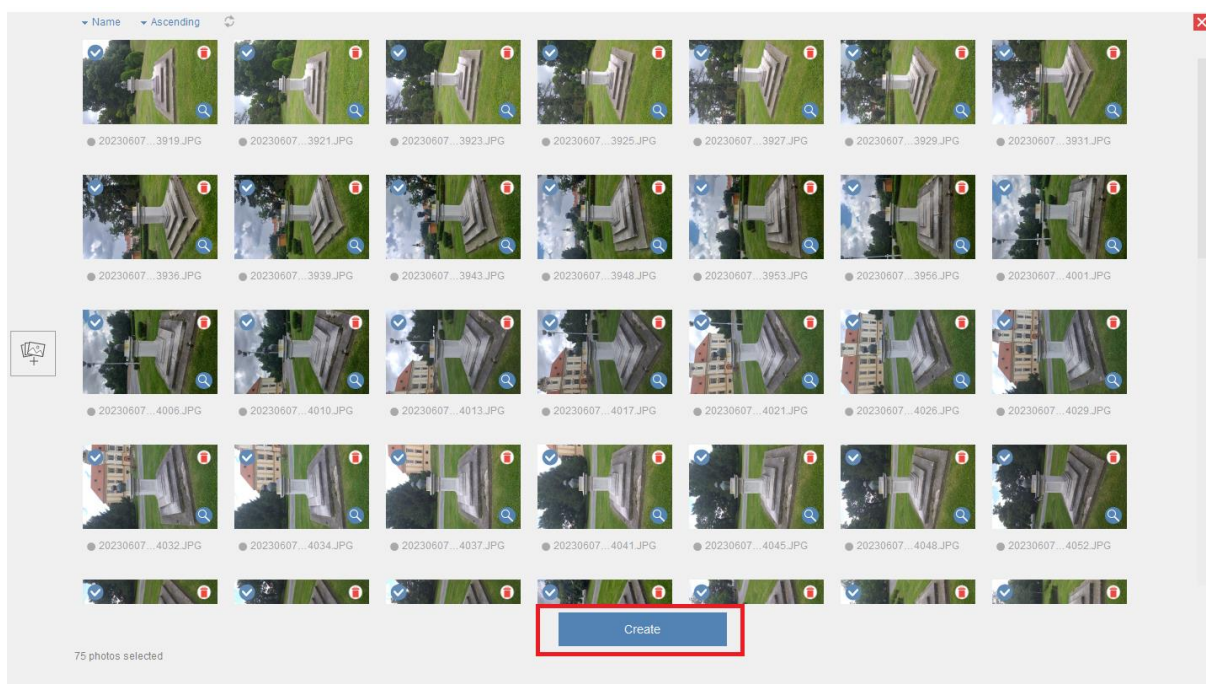 Name Ascending
20230607...3919.JPG 20230607...3921.JPG 20230607...3923.JPG 20230607...3925.JPG 20230607...3927.JPG 20230607...3929.JPG 20230607...3931.JPG
20230607...3936.JPG 20230607...3939.JPG 20230607...3943.JPG 20230607...3948.JPG 20230607...3953.JPG 20230607...3956.JPG 20230607...4001.JPG
20230607...4006.JPG 20230607...4010.JPG 20230607...4013.JPG 20230607...4017.JPG 20230607...4021.JPG 20230607...4026.JPG 20230607...4029.JPG
20230607...4032.JPG 20230607...4034.JPG 20230607...4037.JPG 20230607...4041.JPG 20230607...4045.JPG 20230607...4048.JPG 20230607...4052.JPG
Create
75 photos selected